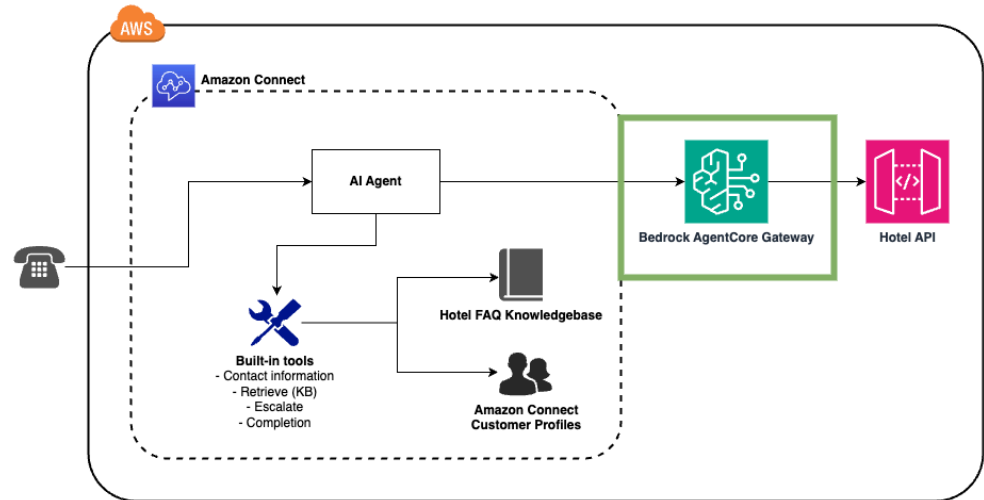 AWS
Amazon Connect
AI Agent
</>
Bedrock AgentCore Gateway
Hotel API
Hotel FAQ Knowledgebase
Built-in tools
- Contact information
- Retrieve (KB)
- Escalate
- Completion
Amazon Connect
Customer Profiles